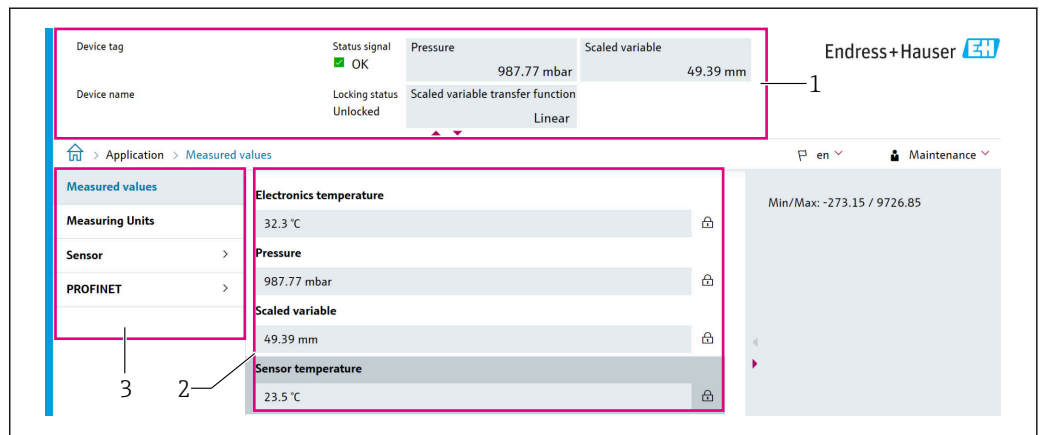 Device tag
Status signal
OK
Pressure
987.77 mbar
Scaled variable
49.39 mm
Endress+Hauser EH
1
Device name
Locking status
Unlocked
Scaled variable transfer function
Linear
> Application > Measured values
en
Maintenance
Measured values
Measuring Units
Sensor >
PROFINET >
3
2
Electronics temperature
32.3 °C
Pressure
987.77 mbar
Scaled variable
49.39 mm
Sensor temperature
23.5 °C
Min/Max: -273.15 / 9726.85